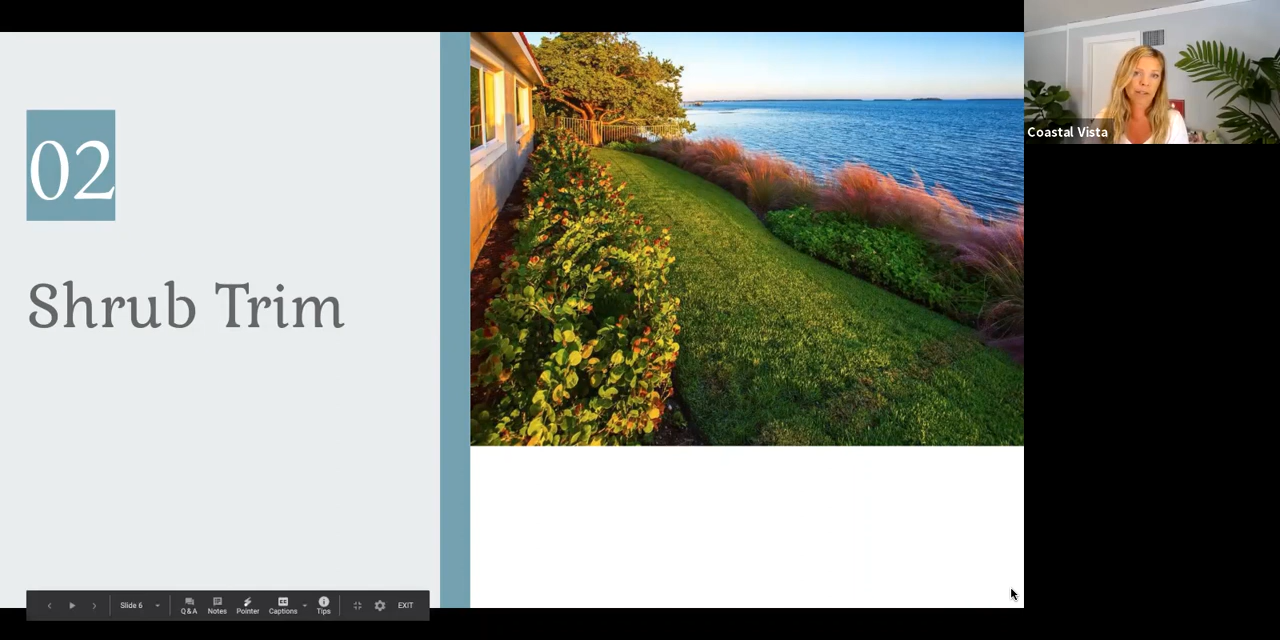 02
Shrub Trim
Coastal Vista
Slide 6
Q&A
Notes
Pointer
Captions
Tips
EXIT